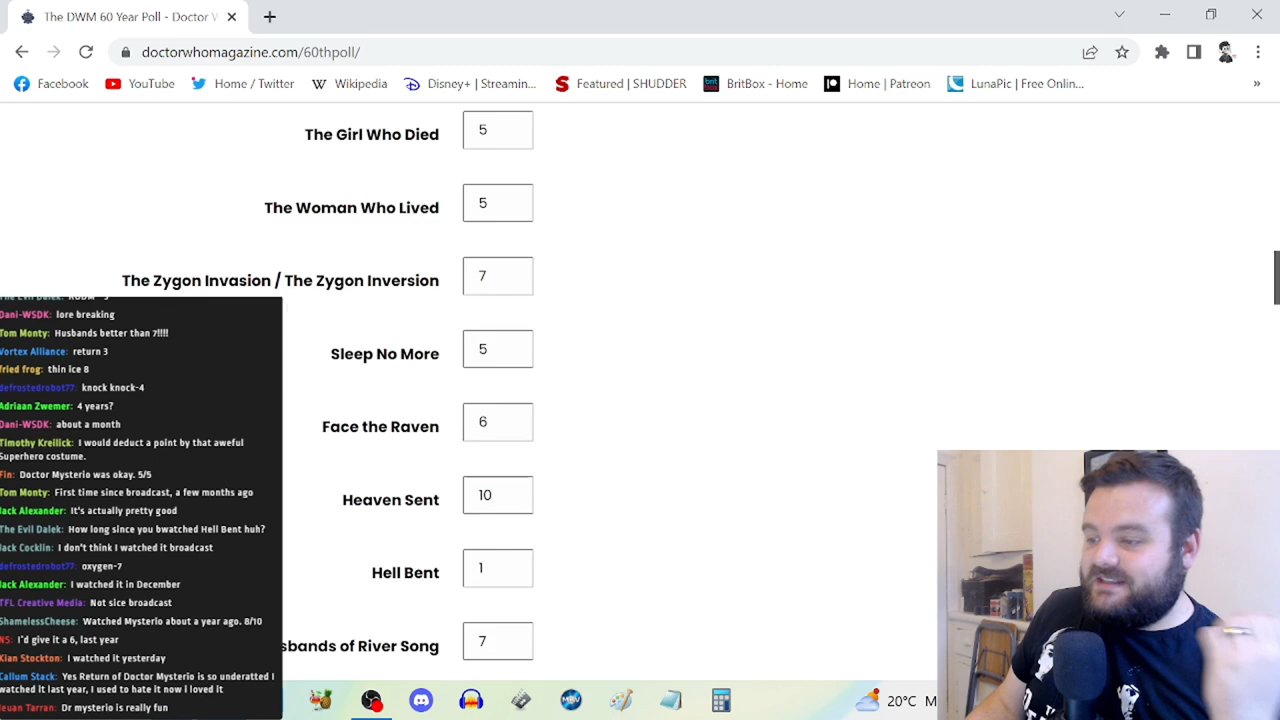 The DWM 60 Year Poll - Doctor W
doctorwhomagazine.com/60thpoll/
Facebook YouTube Home / Twitter Wikipedia Disney+ | Streamin... Featured | SHUDDER BritBox - Home Home | Patreon LunaPic | Free Onlin... »
The Girl Who Died 5
The Woman Who Lived 5
The Zygon Invasion / The Zygon Inversion 7
Sleep No More 5
Face the Raven 6
Heaven Sent 10
Hell Bent 1
sbands of River Song 7
The Evil Dalek:
Dani-WSDK: lore breaking
Tom Monty: Husbands better than 7!!!!
Vortex Alliance: return 3
fried frog: thin ice 8
defrostedrobot77: knock knock-4
Adriaan Zwemer: 4 years?
Dani-WSDK: about a month
Timothy Kreilick: I would deduct a point by that aweful
Superhero costume.
Fin: Doctor Mysterio was okay. 5/5
Tom Monty: First time since broadcast, a few months ago
Jack Alexander: It's actually pretty good
The Evil Dalek: How long since you bwatched Hell Bent huh?
Jack Cocklin: I don't think I watched it broadcast
defrostedrobot77: oxygen-7
Jack Alexander: I watched it in December
TFL Creative Media: Not sice broadcast
ShamelessCheese: Watched Mysterio about a year ago. 8/10
I'd give it a 6, last year
Kian Stockton: I watched it yesterday
Callum Stack: Yes Return of Doctor Mysterio is so underatted I
watched it last year, I used to hate it now i loved it
Ieuan Tarran: Dr mysterio is really fun
20°C M